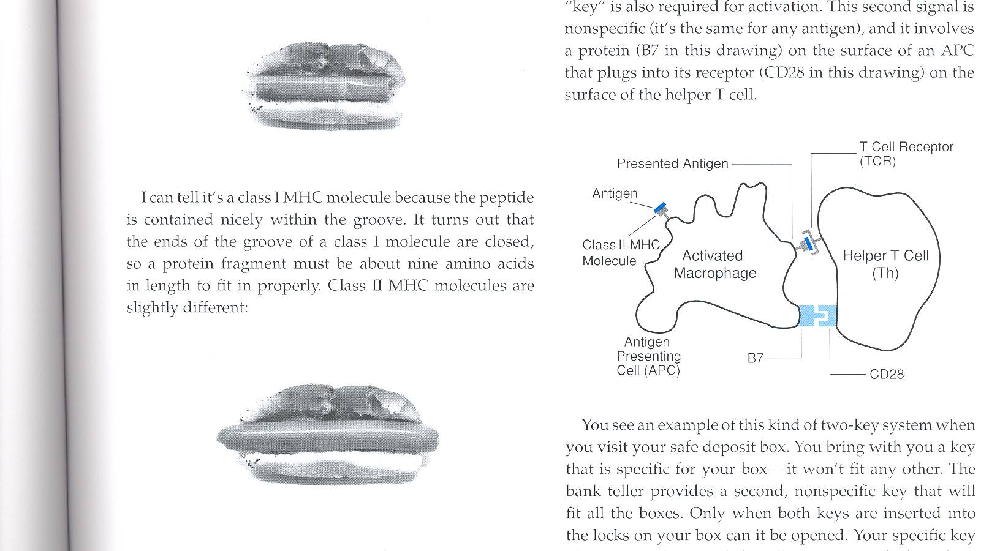 I can tell it's a class I MHC molecule because the peptide
is contained nicely within the groove. It turns out that
the ends of the groove of a class I molecule are closed,
so a protein fragment must be about nine amino acids
in length to fit in properly. Class II MHC molecules are
slightly different:
“key” is also required for activation. This second signal is
nonspecific (it's the same for any antigen), and it involves
a protein (B7 in this drawing) on the surface of an APC
that plugs into its receptor (CD28 in this drawing) on the
surface of the helper T cell.
T Cell Receptor
(TCR)
Presented Antigen
Antigen
Class II MHC
Molecule
Activated
Macrophage
Helper T Cell
(Th)
Antigen
Presenting
Cell (APC)
B7
CD28
You see an example of this kind of two-key system when
you visit your safe deposit box. You bring with you a key
that is specific for your box – it won't fit any other. The
bank teller provides a second, nonspecific key that will
fit all the boxes. Only when both keys are inserted into
the locks on your box can it be opened. Your specific key